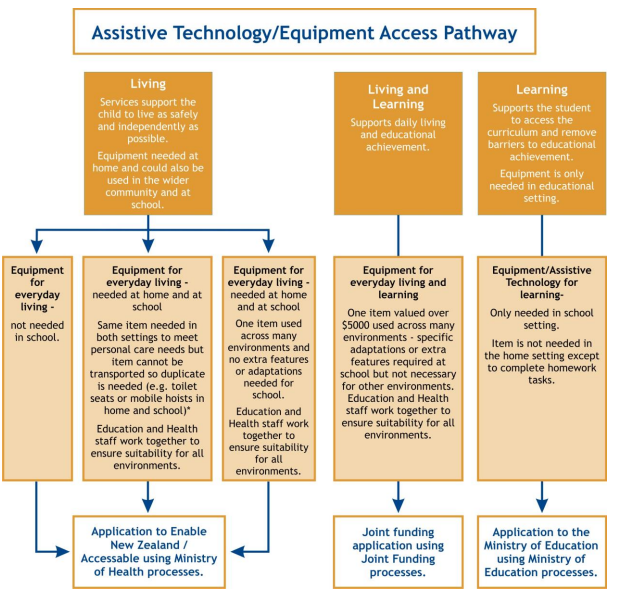 Assistive Technology/Equipment Access Pathway
Living
Services support the
child to live as safely
and independently as
possible.
Equipment needed at
home and could also be
used in the wider
community and at
school.
Living and
Learning
Supports daily living
and educational
achievement.
Learning
Supports the student
to access the
curriculum and remove
barriers to educational
achievement.
Equipment is only
needed in educational
setting.
Equipment
for
everyday
living -
not needed
in school.
Equipment for
everyday living -
needed at home and at
school
Same item needed in
both settings to meet
personal care needs but
item cannot be
transported so duplicate
is needed (e.g. toilet
seats or mobile hoists in
home and school)*
Education and Health
staff work together to
ensure suitability for all
environments.
Equipment for
everyday living -
needed at home
and at school
One item used
across many
environments and
no extra features
or adaptations
needed for
school.
Education and
Health staff work
together to
ensure suitability
for all
environments.
Equipment for
everyday living and
learning
One item valued over
$5000 used across many
environments - specific
adaptations or extra
features required at
school but not necessary
for other environments.
Education and Health
staff work together to
ensure suitability for all
environments.
Equipment/Assistive
Technology for
learning-
Only needed in school
setting.
Item is not needed in
the home setting except
to complete homework
tasks.
Application to Enable
New Zealand /
Accessable using Ministry
of Health processes.
Joint funding
application using
Joint Funding
processes.
Application to the
Ministry of Education
using Ministry of
Education processes.